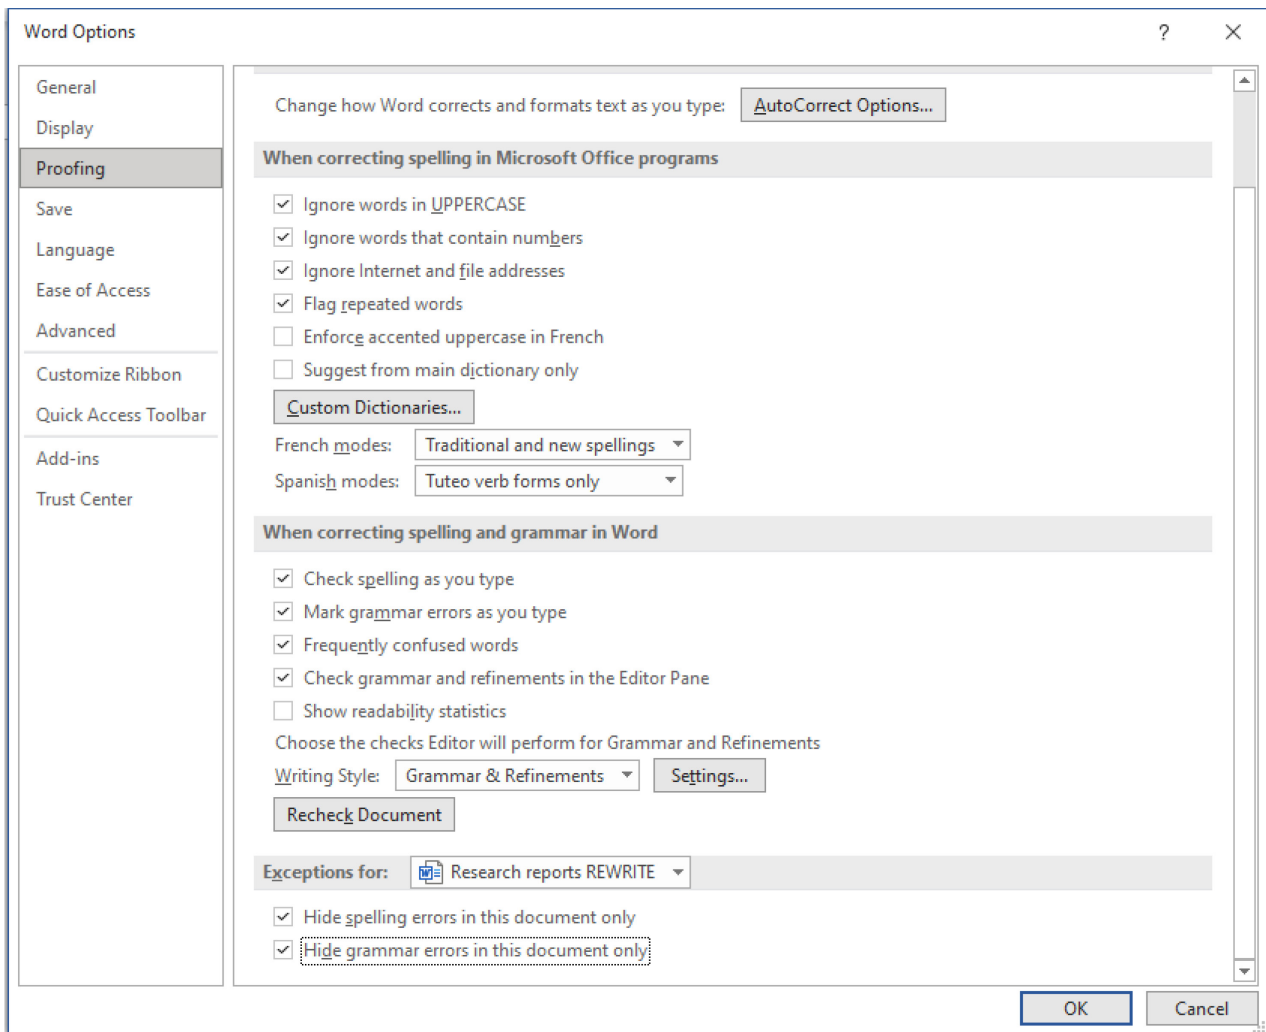 Word Options
?
General
Display
Proofing
Save
Language
Ease of Access
Advanced
Customize Ribbon
Quick Access Toolbar
Add-ins
Trust Center
Change how Word corrects and formats text as you type: AutoCorrect Options...
When correcting spelling in Microsoft Office programs
Ignore words in UPPERCASE
Ignore words that contain numbers
Ignore Internet and file addresses
Flag repeated words
Enforce accented uppercase in French
Suggest from main dictionary only
Custom Dictionaries...
French modes: Traditional and new spellings
Spanish modes: Tuteo verb forms only
When correcting spelling and grammar in Word
Check spelling as you type
Mark grammar errors as you type
Frequently confused words
Check grammar and refinements in the Editor Pane
Show readability statistics
Choose the checks Editor will perform for Grammar and Refinements
Writing Style: Grammar & Refinements Settings...
Recheck Document
Exceptions for: Research reports REWRITE
Hide spelling errors in this document only
Hide grammar errors in this document only
OK Cancel